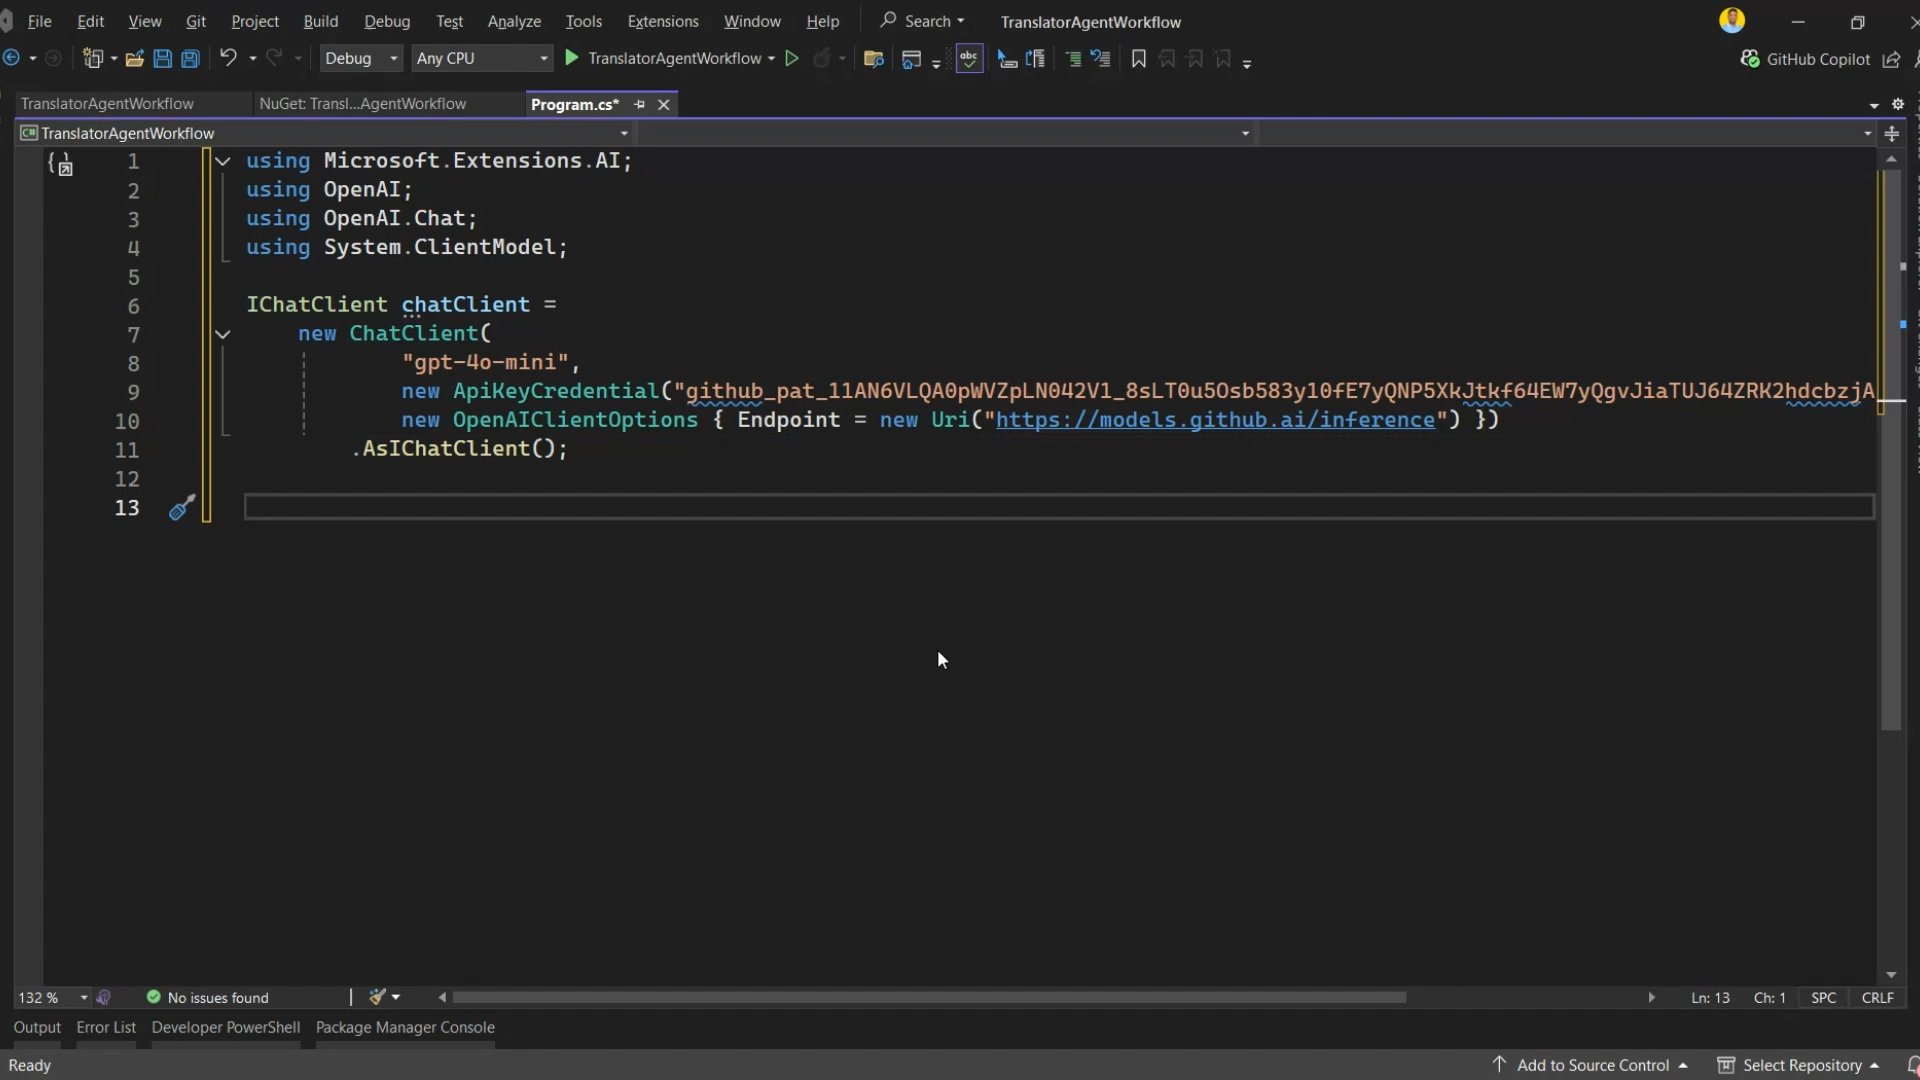 File Edit View Git Project Build Debug Test Analyze Tools Extensions Window Help Search TranslatorAgentWorkflow
Debug Any CPU TranslatorAgentWorkflow GitHub Copilot
TranslatorAgentWorkflow NuGet: Transl...AgentWorkflow Program.cs*
C# TranslatorAgentWorkflow
1 using Microsoft.Extensions.AI;
2 using OpenAI;
3 using OpenAI.Chat;
4 using System.ClientModel;
5
6 IChatClient chatClient =
7 new ChatClient(
8 "gpt-4o-mini",
9 new ApiKeyCredential("github_pat_11AN6VLQA0pWVZpLN042V1_8sLT0u5Osb583y10fE7yQNP5XkJtkf64EW7yQgvJiaTUJ64ZRK2hdcbzjA
10 new OpenAIClientOptions { Endpoint = new Uri("https://models.github.ai/inference") })
11 .AsIChatClient();
12
13
132 % No issues found Ln: 13 Ch: 1 SPC CRLF
Output Error List Developer PowerShell Package Manager Console
Ready Add to Source Control Select Repository